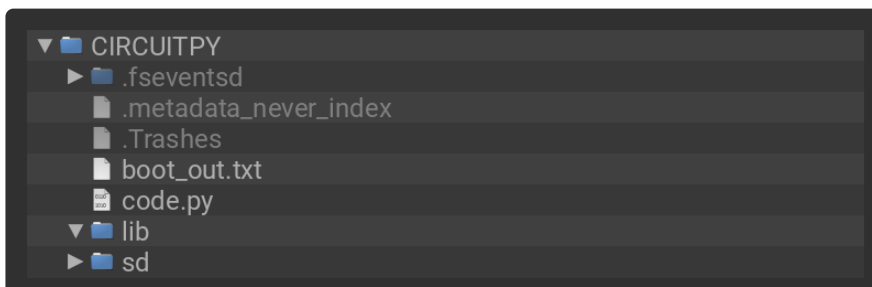 CIRCUITPY
.fseventsd
.metadata_never_index
.Trashes
boot_out.txt
code.py
lib
sd